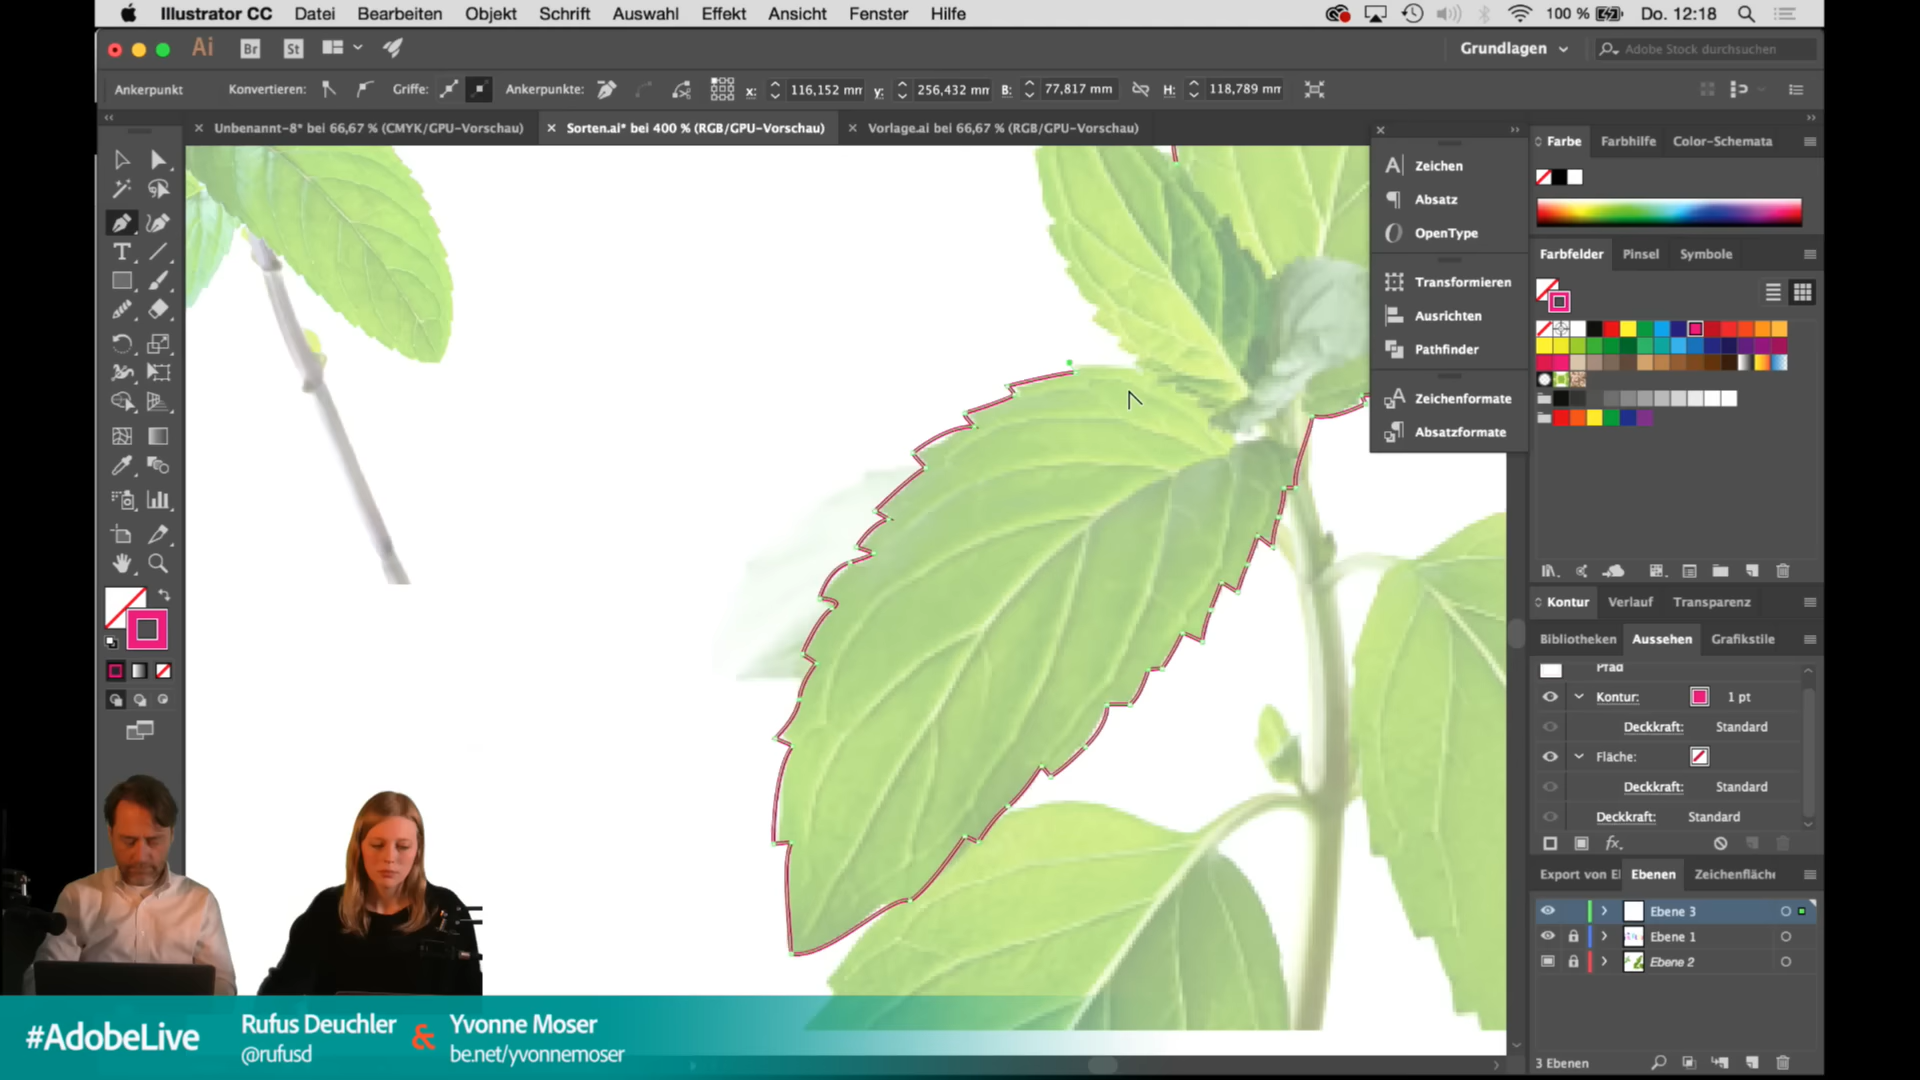 Illustrator CC Datei Bearbeiten Objekt Schrift Auswahl Effekt Ansicht Fenster Hilfe 100 % Do. 12:18
Ai Br St Grundlagen Adobe Stock durchsuchen
Ankerpunkt Konvertieren: Griffe: Ankerpunkte: x: 116,152 mm y: 256,432 mm B: 77,817 mm H: 118,789 mm
Unbenannt-8* bei 66,67 % (CMYK/GPU-Vorschau) Sorten.ai* bei 400 % (RGB/GPU-Vorschau) Vorlage.ai bei 66,67 % (RGB/GPU-Vorschau)
Zeichen
Absatz
OpenType
Transformieren
Ausrichten
Pathfinder
Zeichenformate
Absatzformate
Farbe Farbhilfe Color-Schemata
Farbfelder Pinsel Symbole
Kontur Verlauf Transparenz
Bibliotheken Aussehen Grafikstile
Pfad
Kontur: 1 pt
Deckkraft: Standard
Fläche:
Deckkraft: Standard
Deckkraft: Standard
fx.
Export von El Ebenen Zeichenfläche
Ebene 3
Ebene 1
Ebene 2
3 Ebenen
#AdobeLive
Rufus Deuchler & Yvonne Moser
@rufusd be.net/yvonnemoser